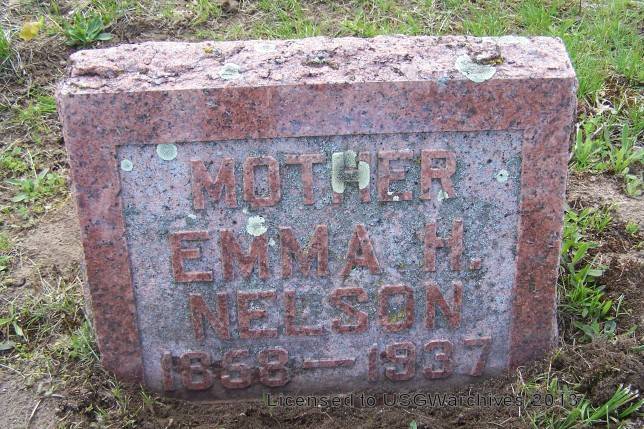 MOTHER
EMMA H.
NELSON
1858–1937
Licensed to USGWarchives 2013